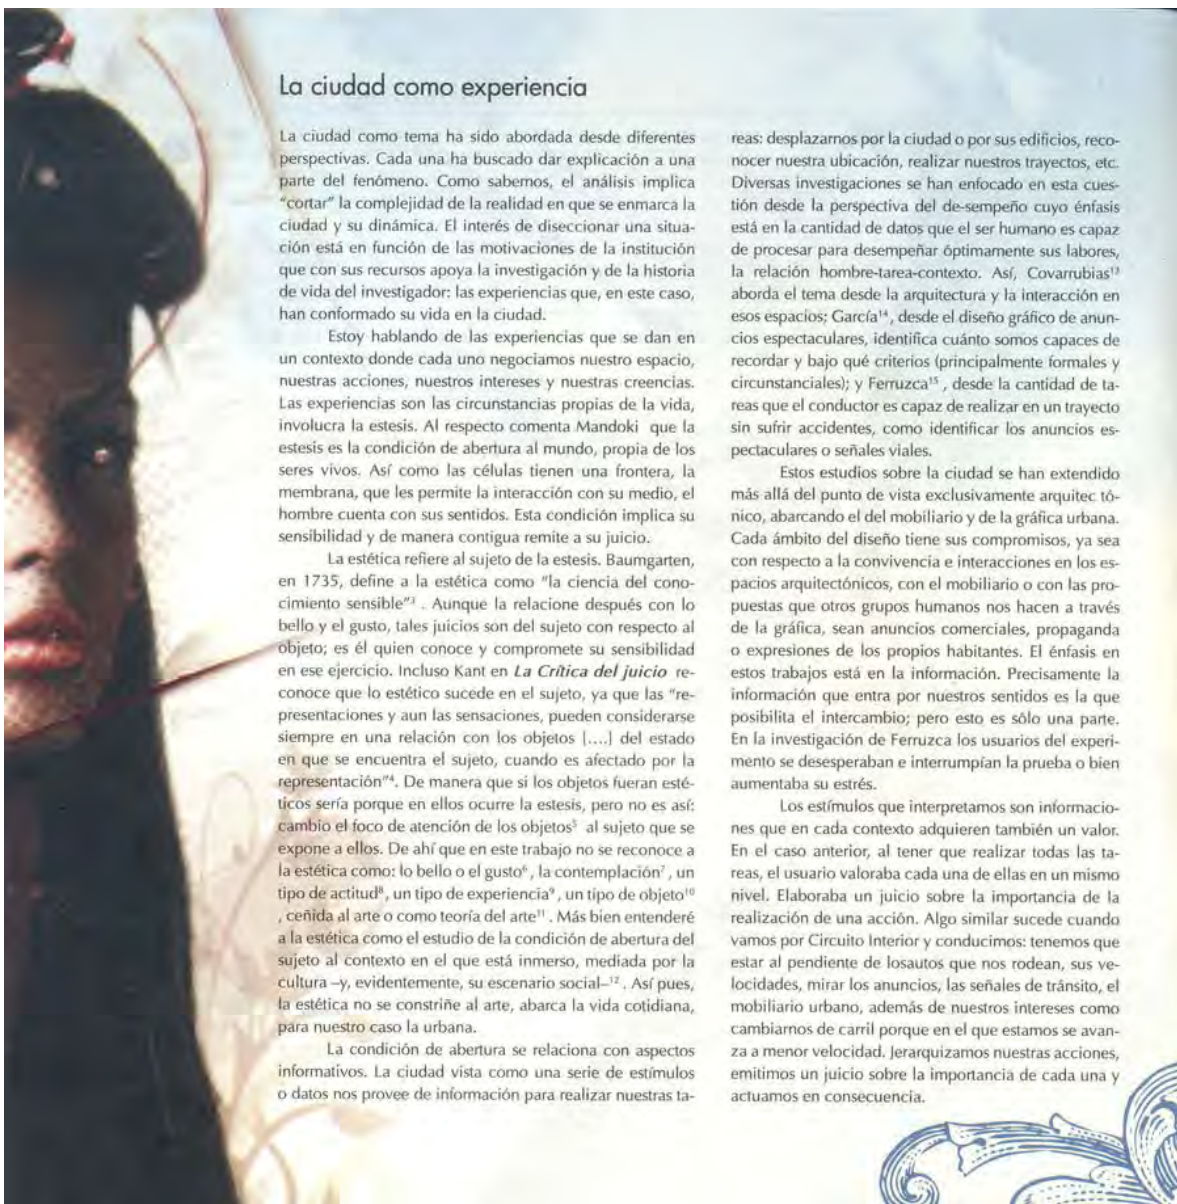 La ciudad como experiencia
La ciudad como tema ha sido abordada desde diferentes
perspectivas. Cada una ha buscado dar explicación a una
parte del fenómeno. Como sabemos, el análisis implica
“cortar” la complejidad de la realidad en que se enmarca la
ciudad y su dinámica. El interés de diseccionar una situa-
ción está en función de las motivaciones de la institución
que con sus recursos apoya la investigación y de la historia
de vida del investigador: las experiencias que, en este caso,
han conformado su vida en la ciudad.
Estoy hablando de las experiencias que se dan en
un contexto donde cada uno negociamos nuestro espacio,
nuestras acciones, nuestros intereses y nuestras creencias.
Las experiencias son las circunstancias propias de la vida,
involucra la estesis. Al respecto comenta Mandoki que la
estesis es la condición de abertura al mundo, propia de los
seres vivos. Así como las células tienen una frontera, la
membrana, que les permite la interacción con su medio, el
hombre cuenta con sus sentidos. Esta condición implica su
sensibilidad y de manera contigua remite a su juicio.
La estética refiere al sujeto de la estesis. Baumgarten,
en 1735, define a la estética como “la ciencia del cono-
cimiento sensible”³ . Aunque la relacione después con lo
bello y el gusto, tales juicios son del sujeto con respecto al
objeto; es él quien conoce y compromete su sensibilidad
en ese ejercicio. Incluso Kant en La Crítica del juicio re-
conoce que lo estético sucede en el sujeto, ya que las “re-
presentaciones y aun las sensaciones, pueden considerarse
siempre en una relación con los objetos [....] del estado
en que se encuentra el sujeto, cuando es afectado por la
representación”⁴. De manera que si los objetos fueran esté-
ticos sería porque en ellos ocurre la estesis, pero no es así:
cambio el foco de atención de los objetos⁵ al sujeto que se
expone a ellos. De ahí que en este trabajo no se reconoce a
la estética como: lo bello o el gusto⁶ , la contemplación⁷ , un
tipo de actitud⁸ , un tipo de experiencia⁹ , un tipo de objeto¹⁰
, ceñida al arte o como teoría del arte¹¹ . Más bien entenderé
a la estética como el estudio de la condición de abertura del
sujeto al contexto en el que está inmerso, mediada por la
cultura –y, evidentemente, su escenario social–¹² . Así pues,
la estética no se constriñe al arte, abarca la vida cotidiana,
para nuestro caso la urbana.
La condición de abertura se relaciona con aspectos
informativos. La ciudad vista como una serie de estímulos
o datos nos provee de información para realizar nuestras ta-
reas: desplazarnos por la ciudad o por sus edificios, reco-
nocer nuestra ubicación, realizar nuestros trayectos, etc.
Diversas investigaciones se han enfocado en esta cues-
tión desde la perspectiva del de-sempeño cuyo énfasis
está en la cantidad de datos que el ser humano es capaz
de procesar para desempeñar óptimamente sus labores,
la relación hombre-tarea-contexto. Así, Covarrubias¹³
aborda el tema desde la arquitectura y la interacción en
esos espacios; García¹⁴, desde el diseño gráfico de anun-
cios espectaculares, identifica cuánto somos capaces de
recordar y bajo qué criterios (principalmente formales y
circunstanciales); y Ferruzca¹⁵ , desde la cantidad de ta-
reas que el conductor es capaz de realizar en un trayecto
sin sufrir accidentes, como identificar los anuncios es-
pectaculares o señales viales.
Estos estudios sobre la ciudad se han extendido
más allá del punto de vista exclusivamente arquitec tó-
nico, abarcando el del mobiliario y de la gráfica urbana.
Cada ámbito del diseño tiene sus compromisos, ya sea
con respecto a la convivencia e interacciones en los es-
pacios arquitectónicos, con el mobiliario o con las pro-
puestas que otros grupos humanos nos hacen a través
de la gráfica, sean anuncios comerciales, propaganda
o expresiones de los propios habitantes. El énfasis en
estos trabajos está en la información. Precisamente la
información que entra por nuestros sentidos es la que
posibilita el intercambio; pero esto es sólo una parte.
En la investigación de Ferruzca los usuarios del experi-
mento se desesperaban e interrumpían la prueba o bien
aumentaba su estrés.
Los estímulos que interpretamos son informacio-
nes que en cada contexto adquieren también un valor.
En el caso anterior, al tener que realizar todas las ta-
reas, el usuario valoraba cada una de ellas en un mismo
nivel. Elaboraba un juicio sobre la importancia de la
realización de una acción. Algo similar sucede cuando
vamos por Circuito Interior y conducimos: tenemos que
estar al pendiente de losautos que nos rodean, sus ve-
locidades, mirar los anuncios, las señales de tránsito, el
mobiliario urbano, además de nuestros intereses como
cambiarnos de carril porque en el que estamos se avan-
za a menor velocidad. Jerarquizamos nuestras acciones,
emitimos un juicio sobre la importancia de cada una y
actuamos en consecuencia.